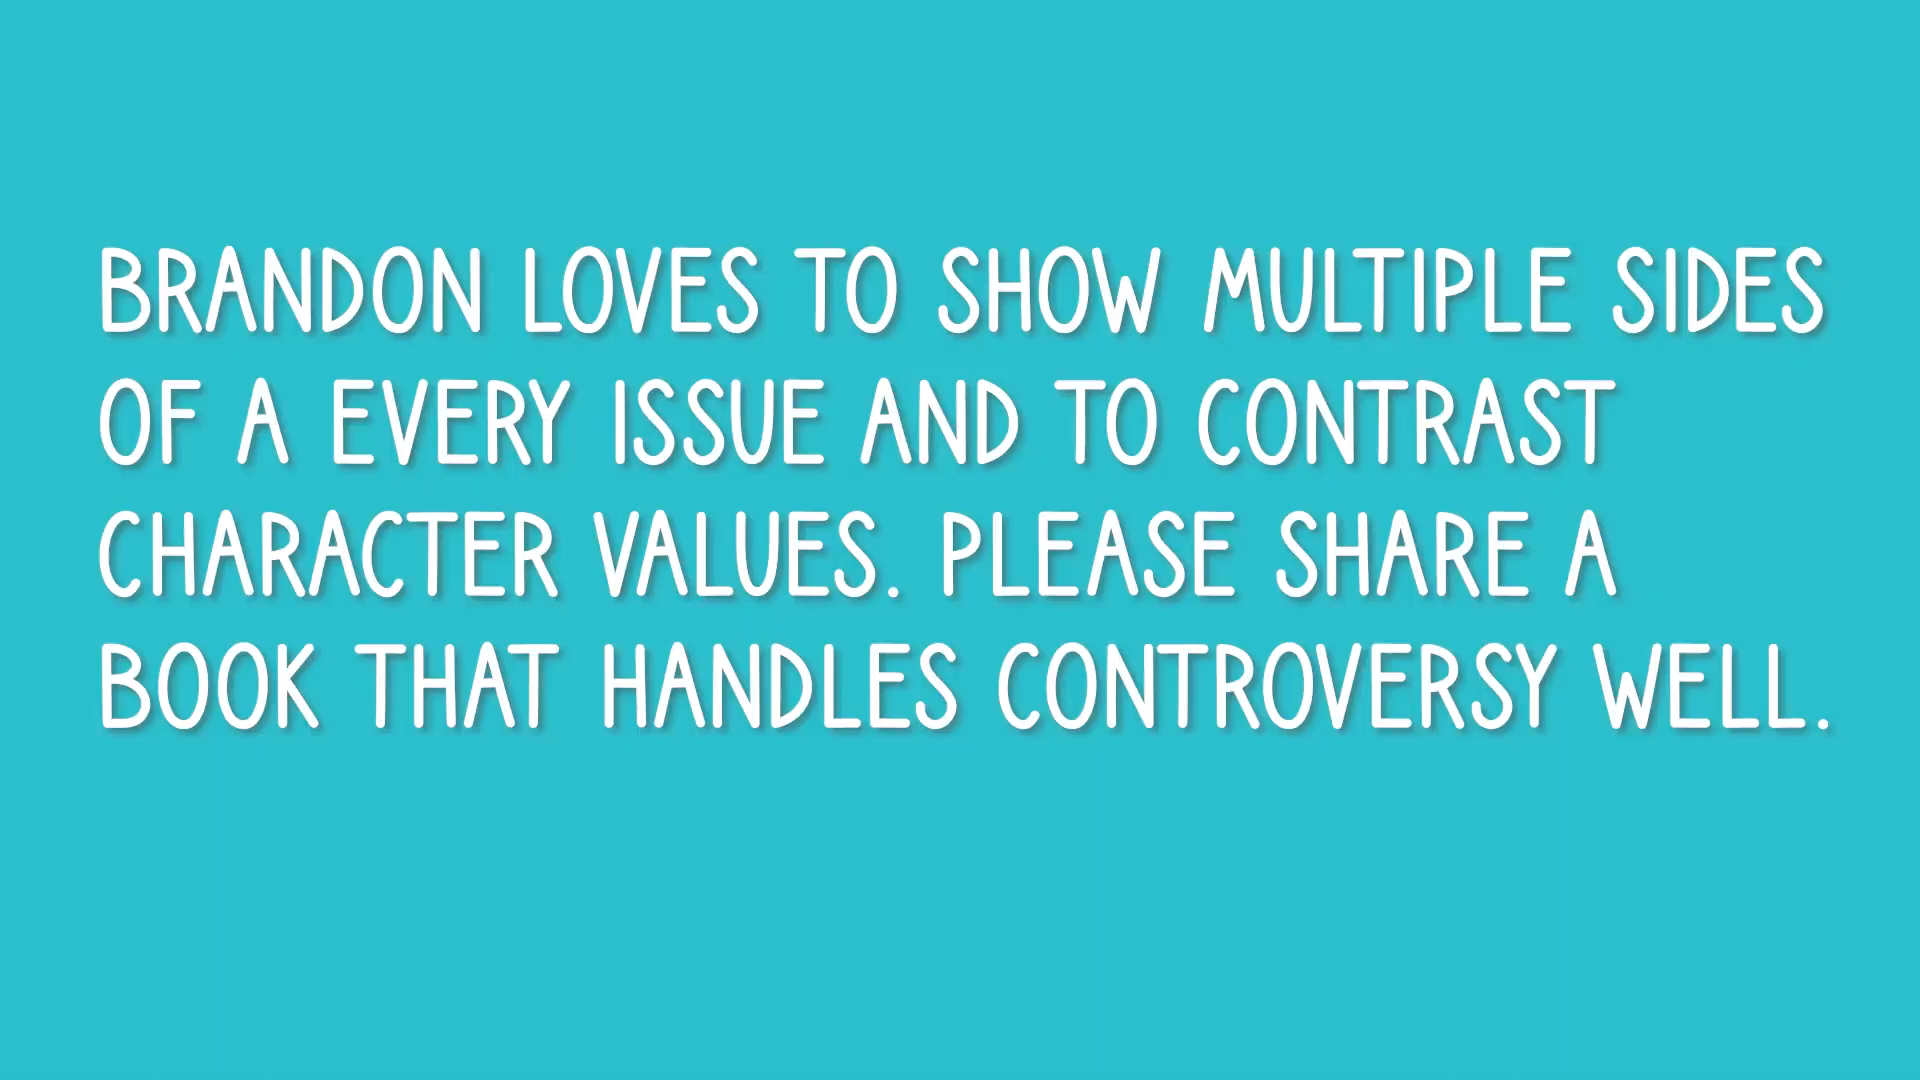 BRANDON LOVES TO SHOW MULTIPLE SIDES
OF A EVERY ISSUE AND TO CONTRAST
CHARACTER VALUES. PLEASE SHARE A
BOOK THAT HANDLES CONTROVERSY WELL.